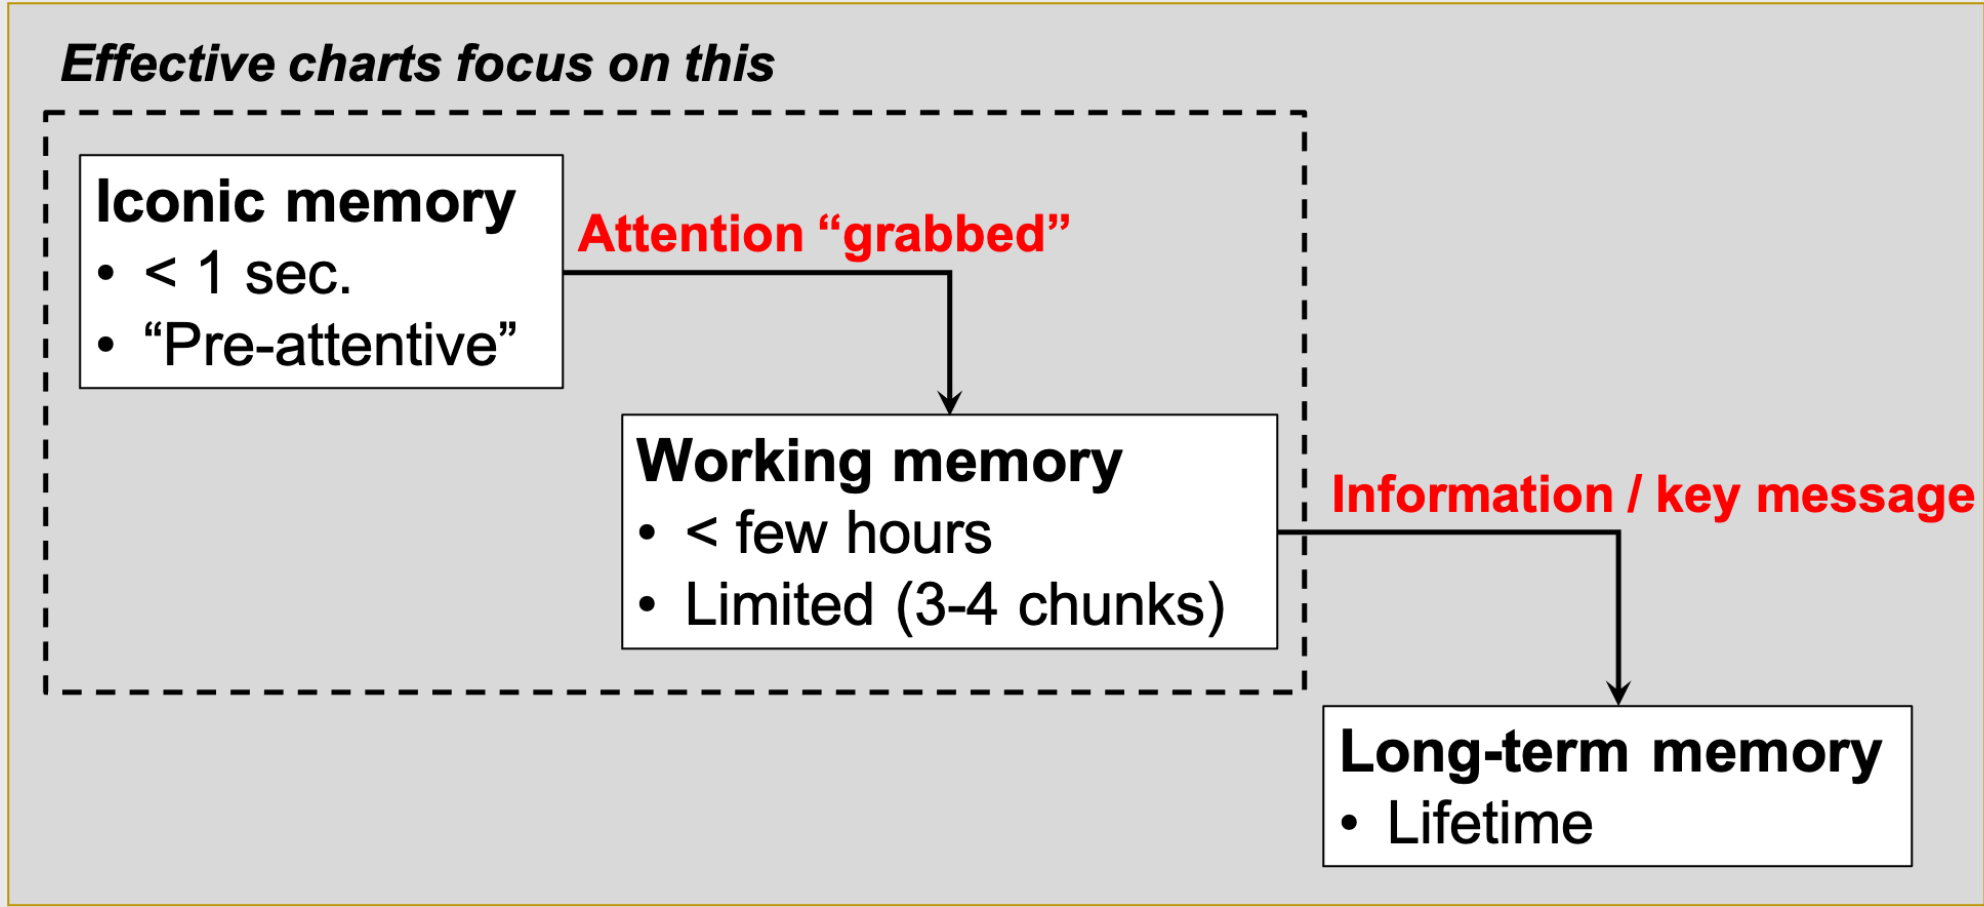 Effective charts focus on this
Iconic memory
• < 1 sec.
• “Pre-attentive”
Attention “grabbed”
Working memory
• < few hours
• Limited (3-4 chunks)
Information / key message
Long-term memory
• Lifetime